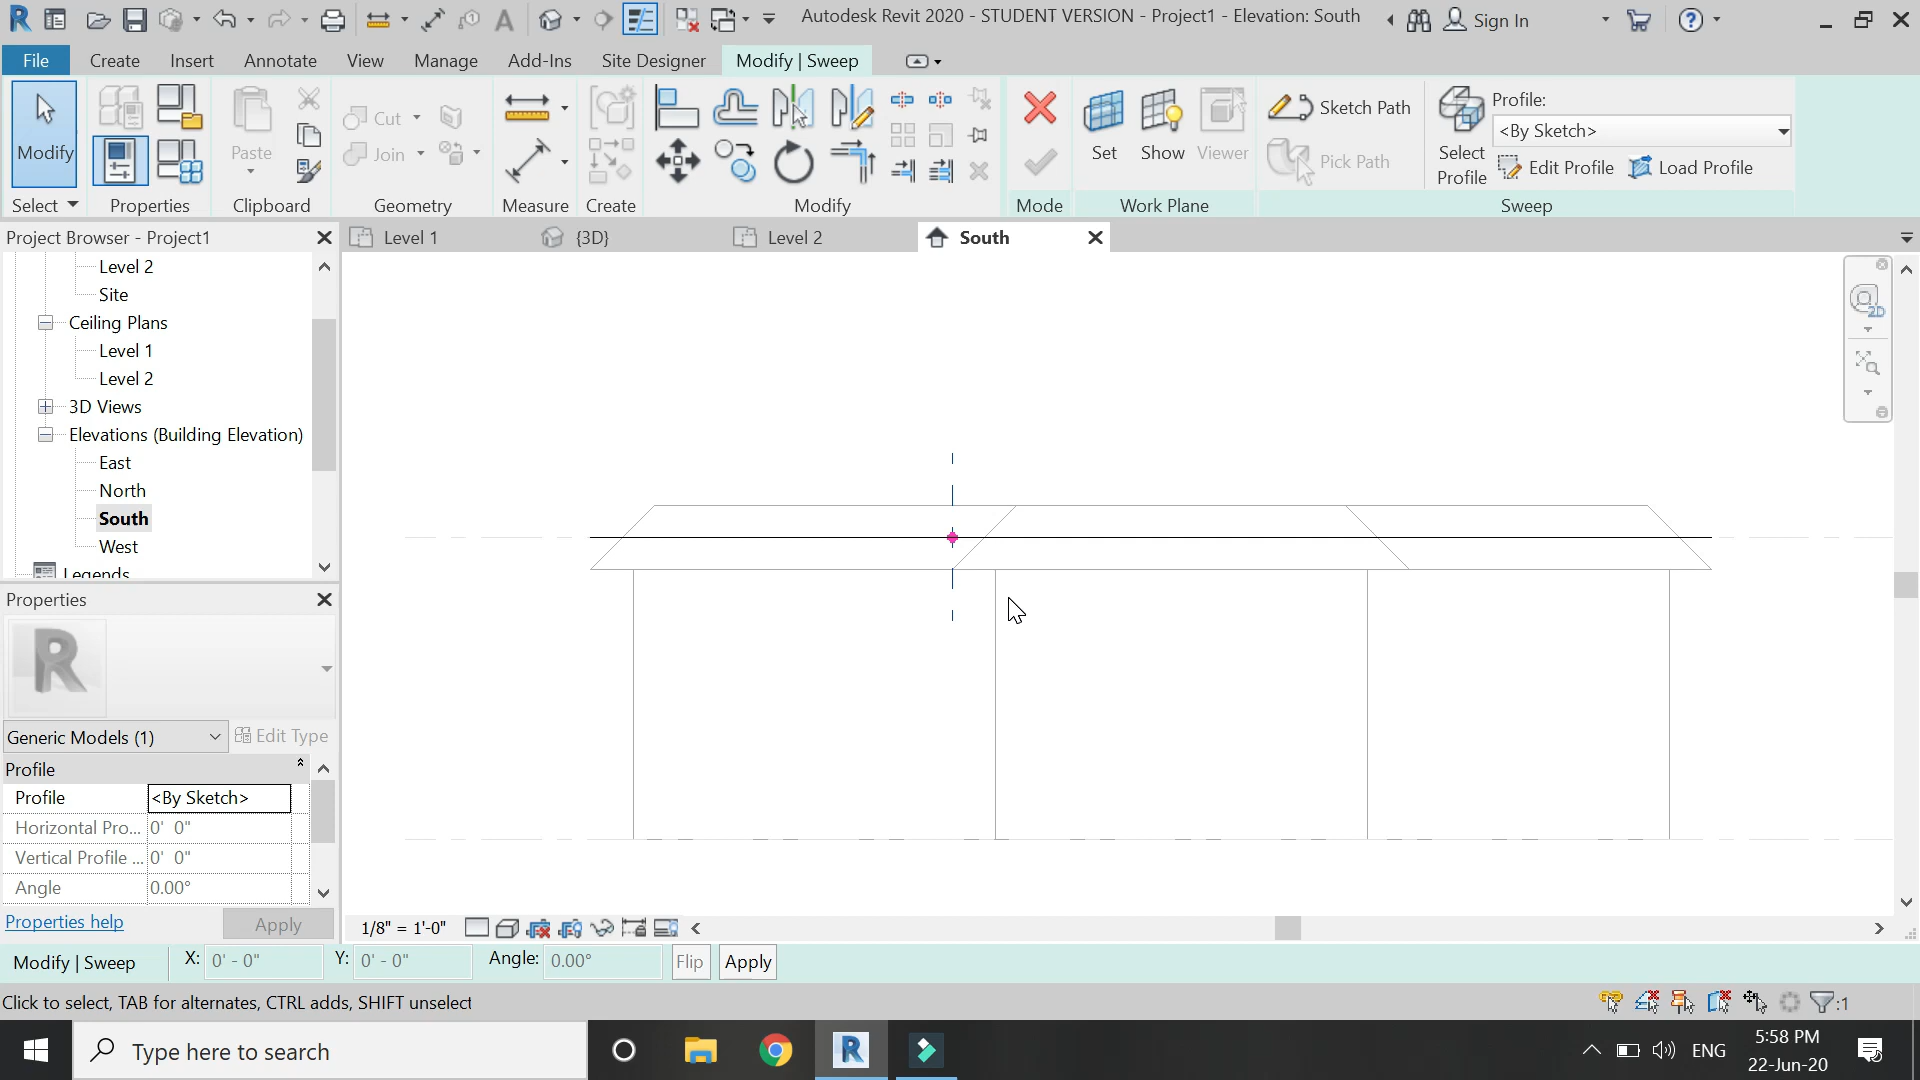 Autodesk Revit 2020 - STUDENT VERSION - Project1 - Elevation: South
Sign In
File Create Insert Annotate View Manage Add-Ins Site Designer Modify | Sweep
Modify
Paste
Cut
Join
Set
Show
Viewer
Sketch Path
Pick Path
Select
Profile
Profile:
<By Sketch>
Edit Profile
Load Profile
Select Properties Clipboard Geometry Measure Create Modify Mode Work Plane Sweep
Project Browser - Project1
Level 2
Site
Ceiling Plans
Level 1
Level 2
3D Views
Elevations (Building Elevation)
East
North
South
West
Legends
Level 1
{3D}
Level 2
South
2D
Properties
R
Generic Models (1)
Edit Type
Profile
Profile <By Sketch>
Horizontal Pro... 0' 0"
Vertical Profile ... 0' 0"
Angle 0.00°
Properties help
Apply
1/8" = 1'-0"
Modify | Sweep X: 0' - 0" Y: 0' - 0" Angle: 0.00° Flip Apply
Click to select, TAB for alternates, CTRL adds, SHIFT unselect
:1
Type here to search
ENG
5:58 PM
22-Jun-20